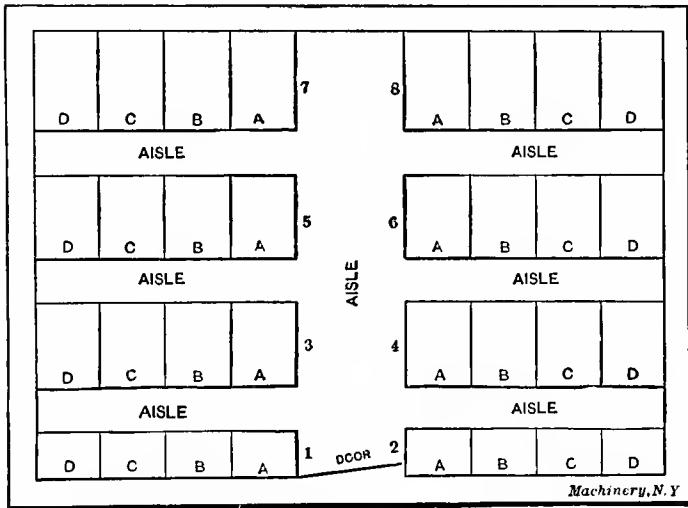 7 8
D C B A A B C D
AISLE AISLE
5 6
D C B A A B C D
AISLE
AISLE AISLE
3 4
D C B A A B C D
AISLE AISLE
1 DOOR 2
D C B A A B C D
Machinery, N. Y